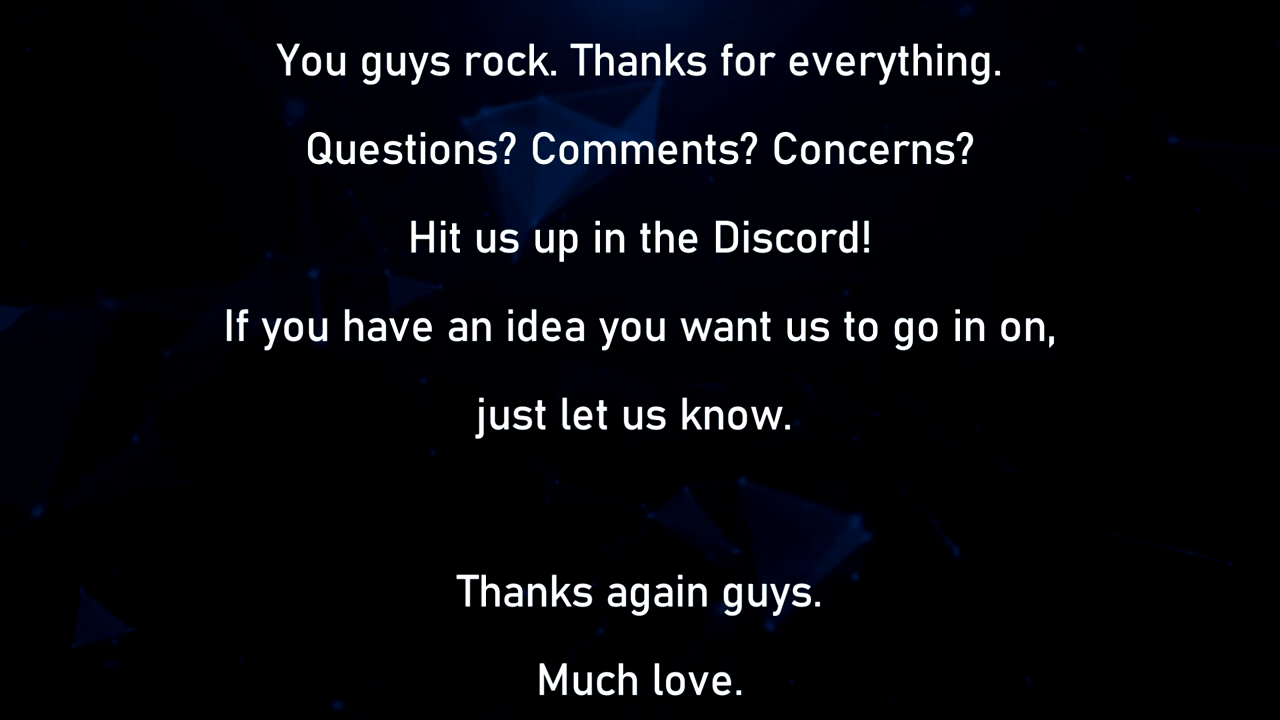 You guys rock. Thanks for everything.
Questions? Comments? Concerns?
Hit us up in the Discord!
If you have an idea you want us to go in on,
just let us know.
Thanks again guys.
Much love.